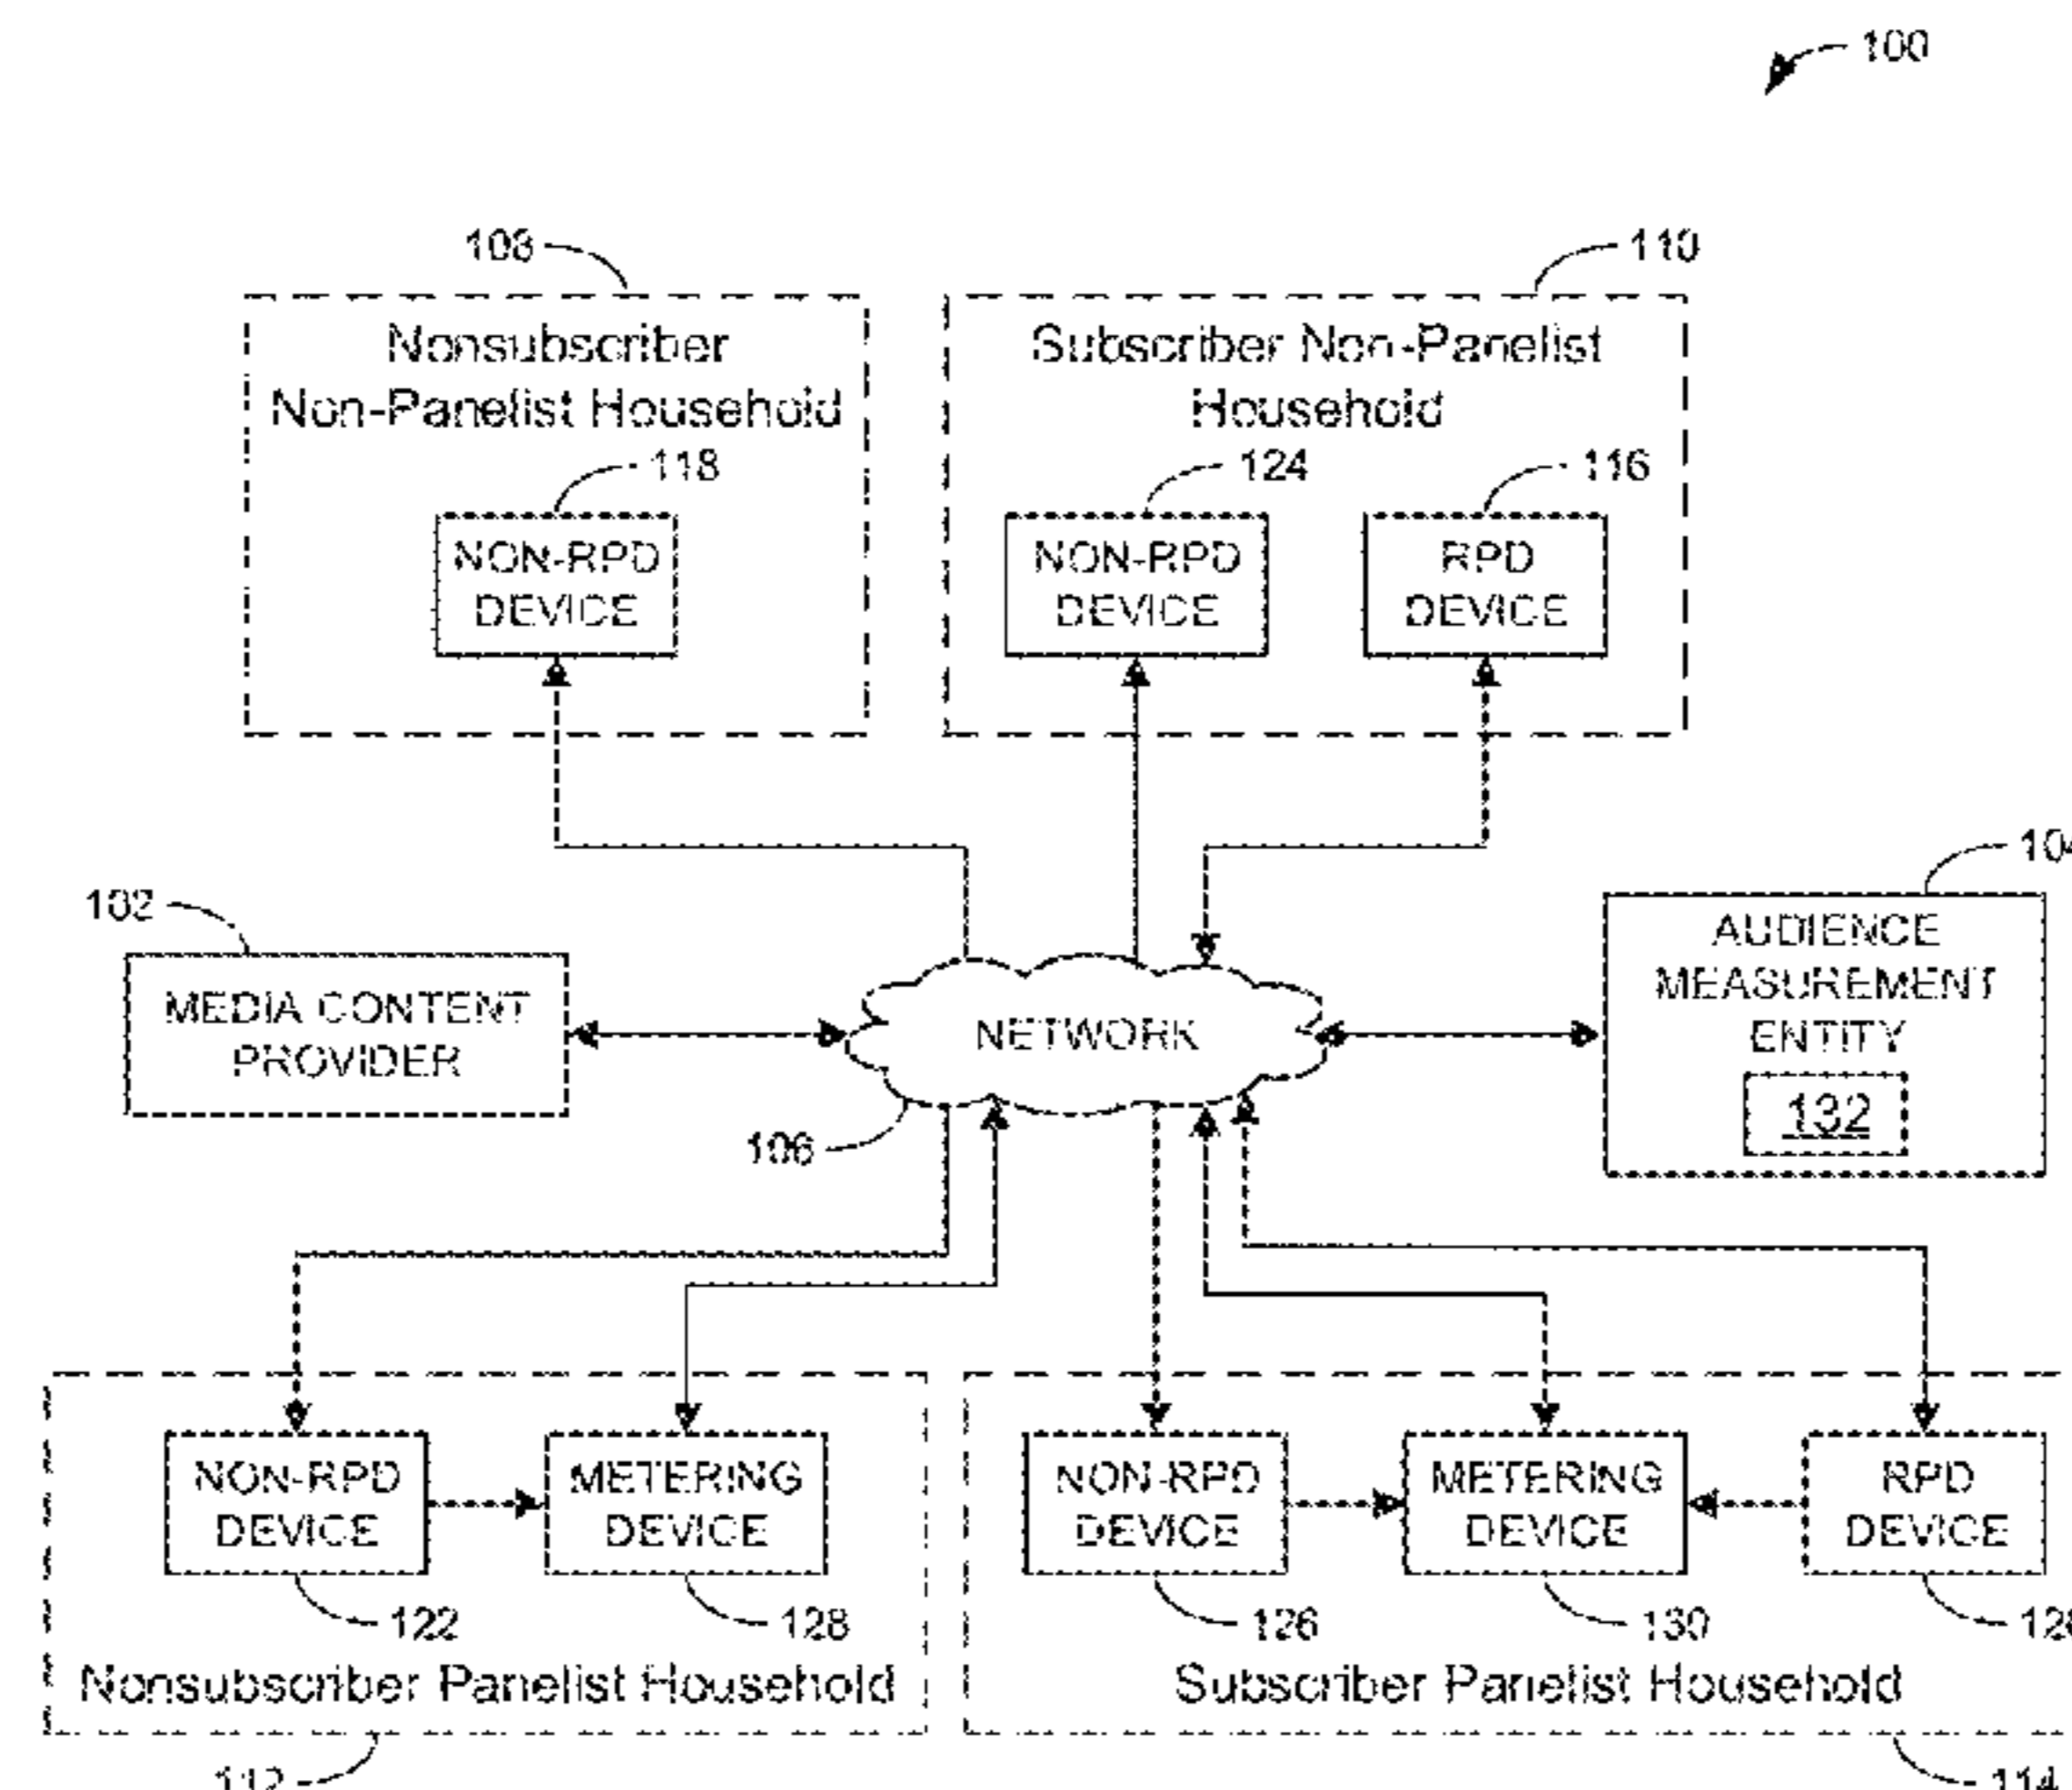 100
108
110
Nonsubscriber
Non-Panelist Household
Subscriber Non-Panelist
Household
118
124
116
NON-RPD
DEVICE
NON-RPD
DEVICE
RPD
DEVICE
104
102
AUDIENCE
MEASUREMENT
ENTITY
132
MEDIA CONTENT
PROVIDER
NETWORK
106
NON-RPD
DEVICE
METERING
DEVICE
NON-RPD
DEVICE
METERING
DEVICE
RPD
DEVICE
122
128
126
130
Nonsubscriber Panelist Household
Subscriber Panelist Household
112
114